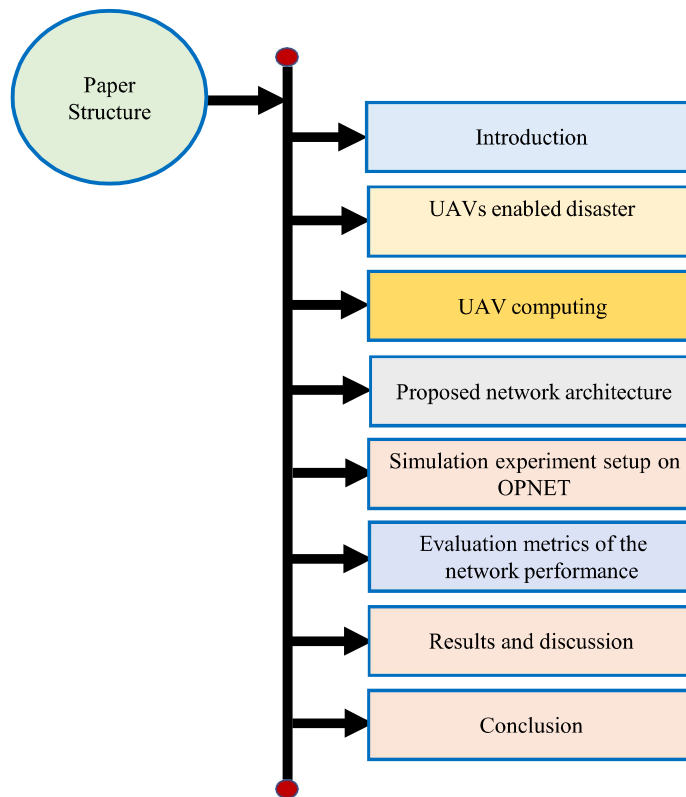 Paper
Structure
Introduction
UAVs enabled disaster
UAV computing
Proposed network architecture
Simulation experiment setup on
OPNET
Evaluation metrics of the
network performance
Results and discussion
Conclusion